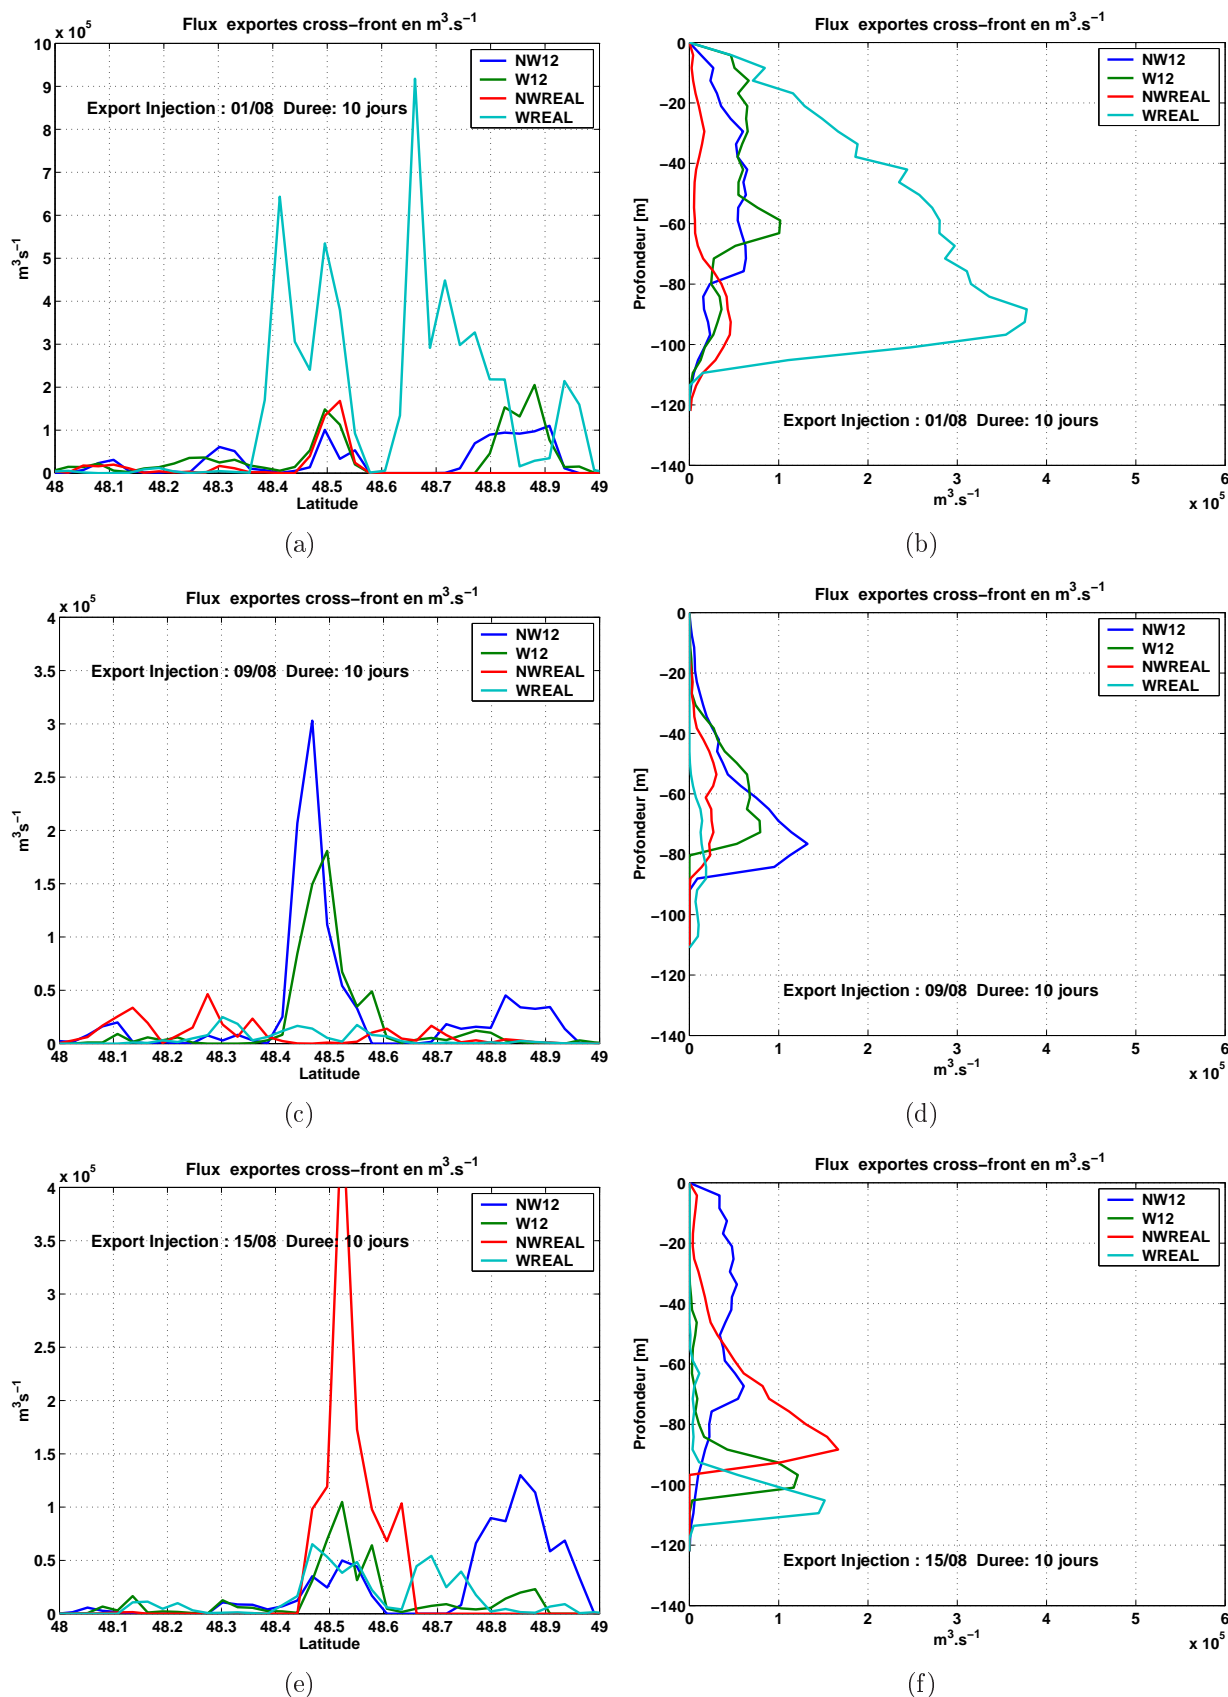 Flux exportes cross−front en m³.s⁻¹
x 10⁵
10
9
8
7
6
5
4
3
2
1
0
m³s⁻¹
NW12
W12
NWREAL
WREAL
Export Injection : 01/08 Duree: 10 jours
48 48.1 48.2 48.3 48.4 48.5 48.6 48.7 48.8 48.9 49
Latitude
(a)
Flux exportes cross−front en m³.s⁻¹
0
−20
−40
−60
−80
−100
−120
−140
Profondeur [m]
NW12
W12
NWREAL
WREAL
Export Injection : 01/08 Duree: 10 jours
0 1 2 3 4 5 6
m³.s⁻¹
x 10⁵
(b)
Flux exportes cross−front en m³.s⁻¹
x 10⁵
4
3.5
3
2.5
2
1.5
1
0.5
0
m³s⁻¹
NW12
W12
NWREAL
WREAL
Export Injection : 09/08 Duree: 10 jours
48 48.1 48.2 48.3 48.4 48.5 48.6 48.7 48.8 48.9 49
Latitude
(c)
Flux exportes cross−front en m³.s⁻¹
0
−20
−40
−60
−80
−100
−120
−140
Profondeur [m]
NW12
W12
NWREAL
WREAL
Export Injection : 09/08 Duree: 10 jours
0 1 2 3 4 5 6
m³.s⁻¹
x 10⁵
(d)
Flux exportes cross−front en m³.s⁻¹
x 10⁵
4
3.5
3
2.5
2
1.5
1
0.5
0
m³s⁻¹
NW12
W12
NWREAL
WREAL
Export Injection : 15/08 Duree: 10 jours
48 48.1 48.2 48.3 48.4 48.5 48.6 48.7 48.8 48.9 49
Latitude
(e)
Flux exportes cross−front en m³.s⁻¹
0
−20
−40
−60
−80
−100
−120
−140
Profondeur [m]
NW12
W12
NWREAL
WREAL
Export Injection : 15/08 Duree: 10 jours
0 1 2 3 4 5 6
m³.s⁻¹
x 10⁵
(f)